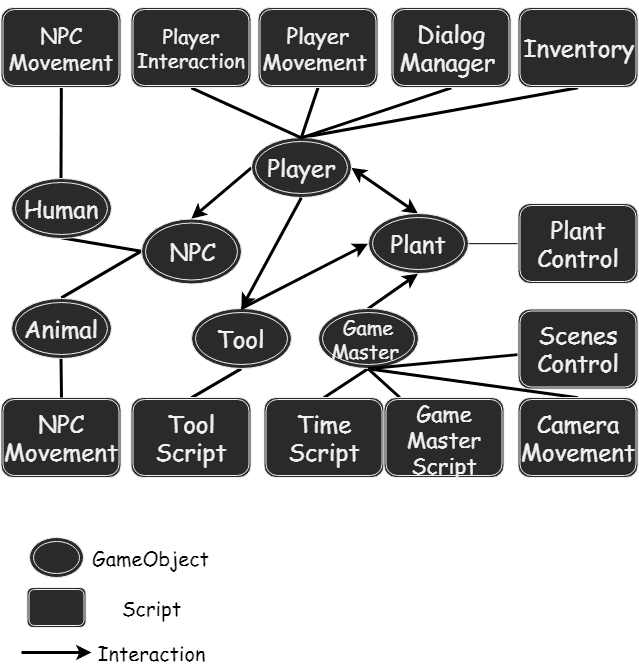 NPC
Movement
Player
Interaction
Player
Movement
Dialog
Manager
Inventory
Player
Human
NPC
Plant
Plant
Control
Animal
Tool
Game
Master
Scenes
Control
NPC
Movement
Tool
Script
Time
Script
Game
Master
Script
Camera
Movement
GameObject
Script
Interaction